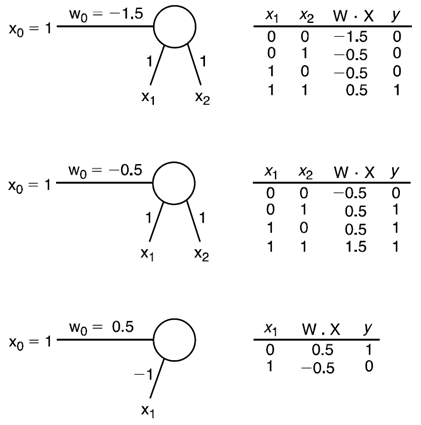 x₀ = 1 w₀ = −1.5
1 1
x₁ x₂
x₁ x₂ W · X y
0 0 −1.5 0
0 1 −0.5 0
1 0 −0.5 0
1 1 0.5 1
x₀ = 1 w₀ = −0.5
1 1
x₁ x₂
x₁ x₂ W · X y
0 0 −0.5 0
0 1 0.5 1
1 0 0.5 1
1 1 1.5 1
x₀ = 1 w₀ = 0.5
−1
x₁
x₁ W . X y
0 0.5 1
1 −0.5 0